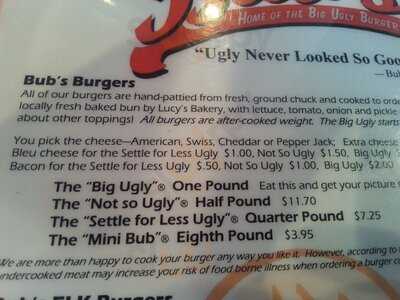 HOME OF THE BIG UGLY BURGER
"Ugly Never Looked So Goo
—Bu
Bub's Burgers
All of our burgers are hand-pattied from fresh, ground chuck and cooked to orde
locally fresh baked bun by Lucy's Bakery, with lettuce, tomato, onion and pickle
about other toppings! All burgers are after-cooked weight. The Big Ugly starts
You pick the cheese—American, Swiss, Cheddar or Pepper Jack; Extra cheese
Bleu cheese for the Settle for Less Ugly $1.00, Not So Ugly $1.50, Big Ugly
Bacon for the Settle for Less Ugly $.50, Not So Ugly $1.00, Big Ugly $2.00
The "Big Ugly"® One Pound Eat this and get your picture
The "Not so Ugly"® Half Pound $11.70
The "Settle for Less Ugly"® Quarter Pound $7.25
The "Mini Bub"® Eighth Pound $3.95
We are more than happy to cook your burger any way you like it. However, according to
undercooked meat may increase your risk of food borne illness when ordering a burger co
ELK Burgers